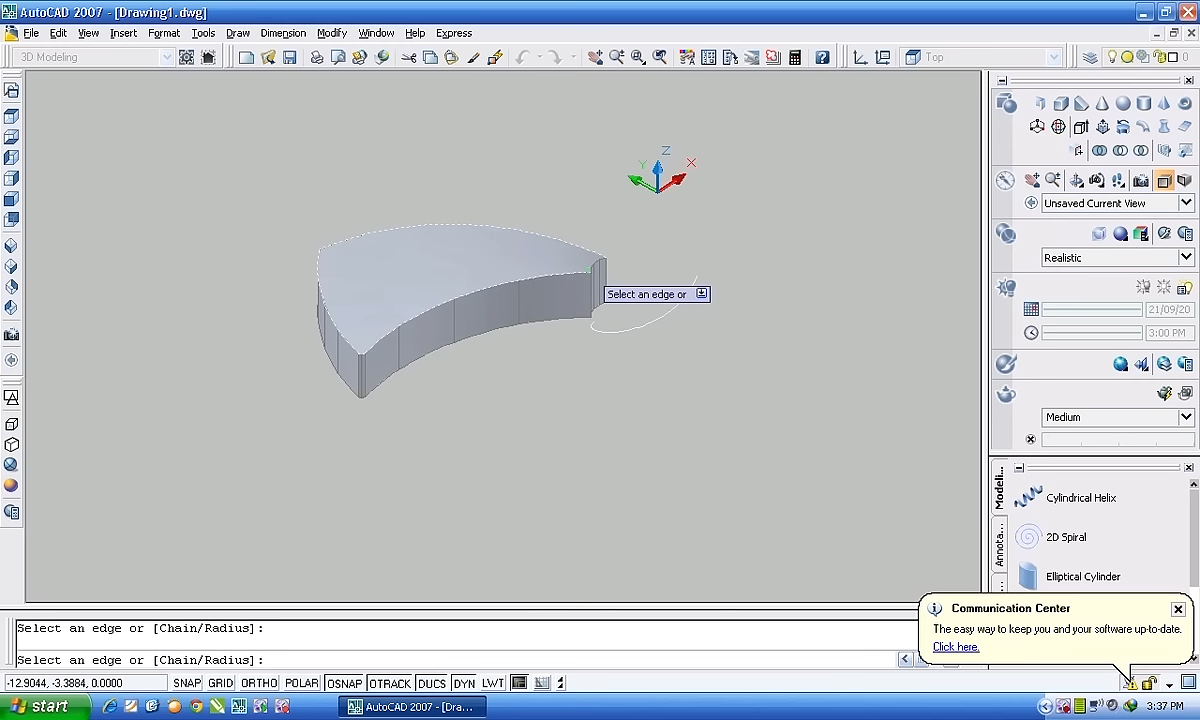 AutoCAD 2007 - [Drawing1.dwg]
File Edit View Insert Format Tools Draw Dimension Modify Window Help Express
3D Modeling
Top
0
Z
Y
X
Unsaved Current View
Realistic
Select an edge or
21/09/20
3:00 PM
Medium
Modeli...
Cylindrical Helix
2D Spiral
Annota...
Elliptical Cylinder
Communication Center
The easy way to keep you and your software up-to-date.
Click here.
Select an edge or [Chain/Radius]:
Select an edge or [Chain/Radius]:
-12.9044, -3.3884, 0.0000 SNAP GRID ORTHO POLAR OSNAP OTRACK DUCS DYN LWT
start
AutoCAD 2007 - [Dra...
3:37 PM